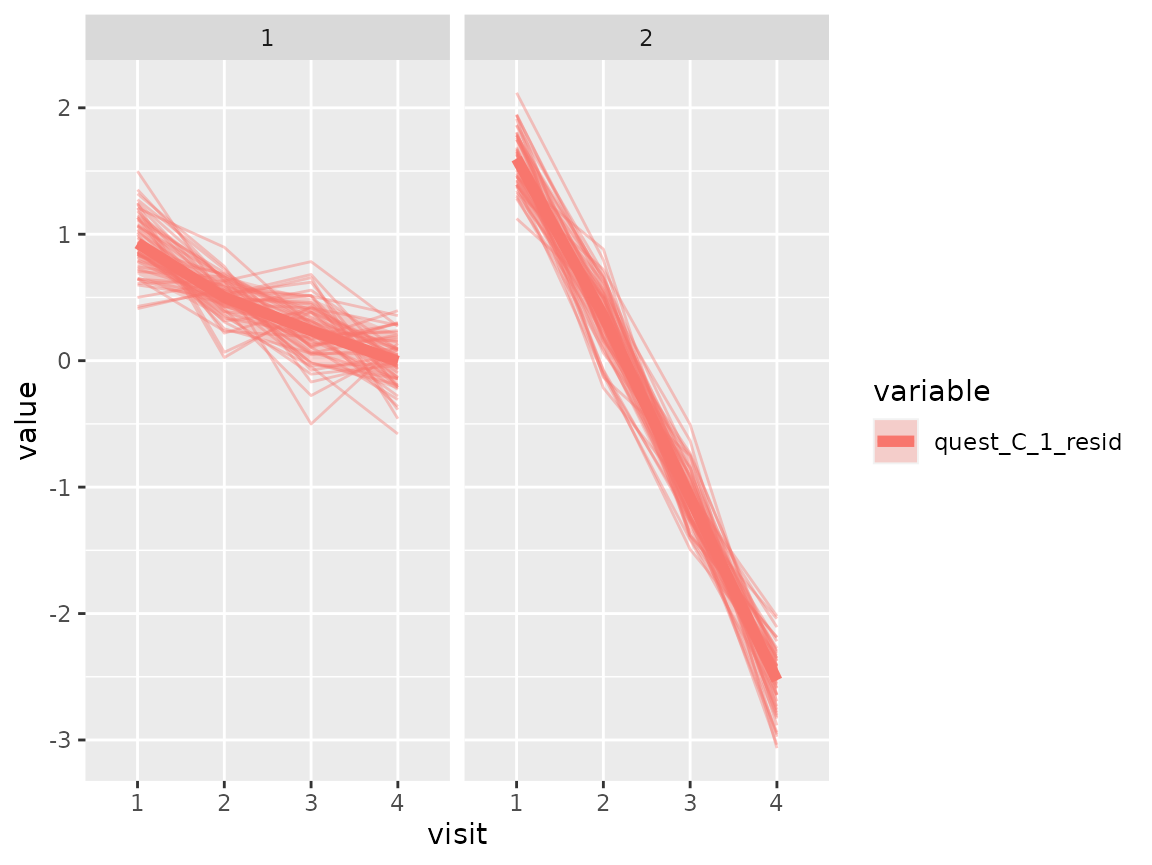 1 2
2
1
0
-1
-2
-3
value
1 2 3 4 1 2 3 4
visit
variable
quest_C_1_resid